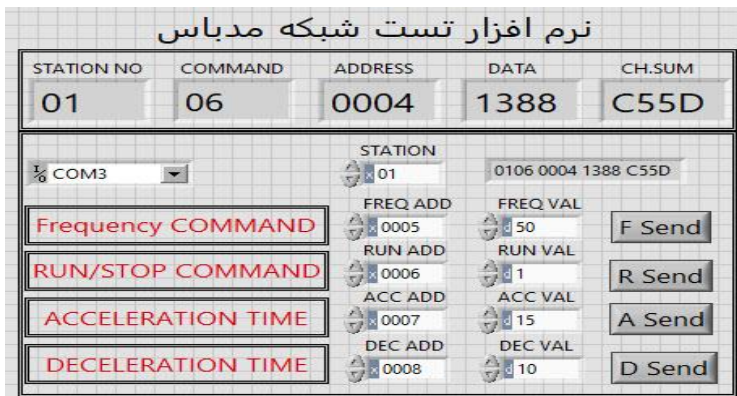 نرم افزار تست شبکه مدباس
STATION NO COMMAND ADDRESS DATA CH.SUM
01 06 0004 1388 C55D
STATION
I/O COM3 x 01 0106 0004 1388 C55D
FREQ ADD FREQ VAL
Frequency COMMAND x 0005 d 50 F Send
RUN ADD RUN VAL
RUN/STOP COMMAND x 0006 d 1 R Send
ACC ADD ACC VAL
ACCELERATION TIME x 0007 d 15 A Send
DEC ADD DEC VAL
DECELERATION TIME x 0008 d 10 D Send